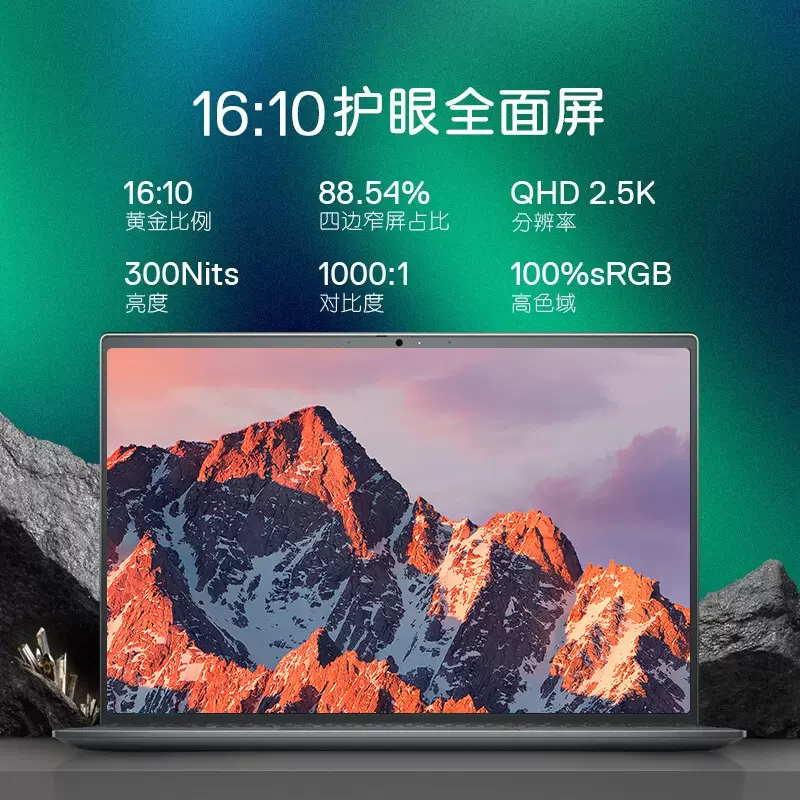 16:10护眼全面屏
16:10
黄金比例
88.54%
四边窄屏占比
QHD 2.5K
分辨率
300Nits
亮度
1000:1
对比度
100%sRGB
高色域